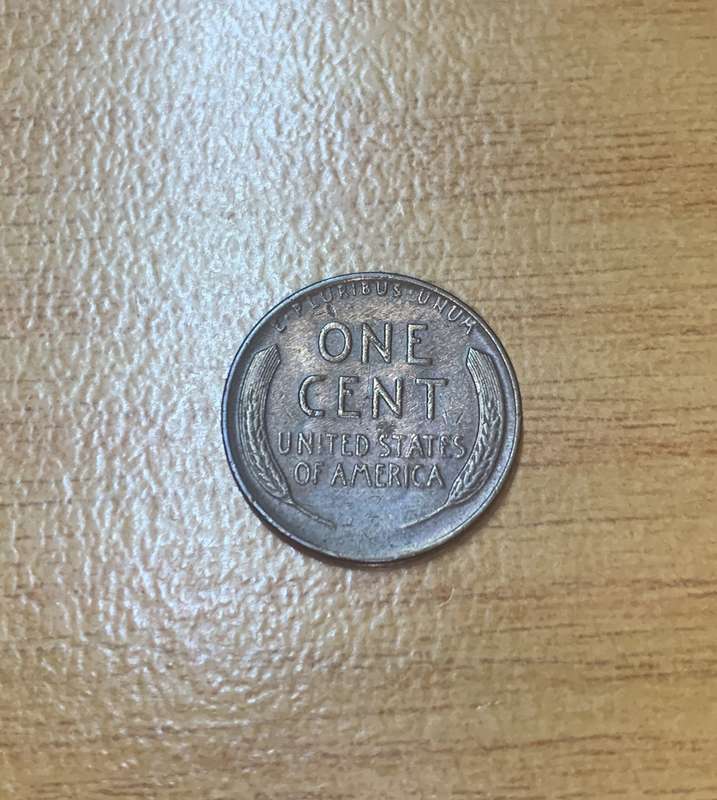 E·PLURIBUS·UNUM
ONE
CENT
UNITED STATES
OF AMERICA